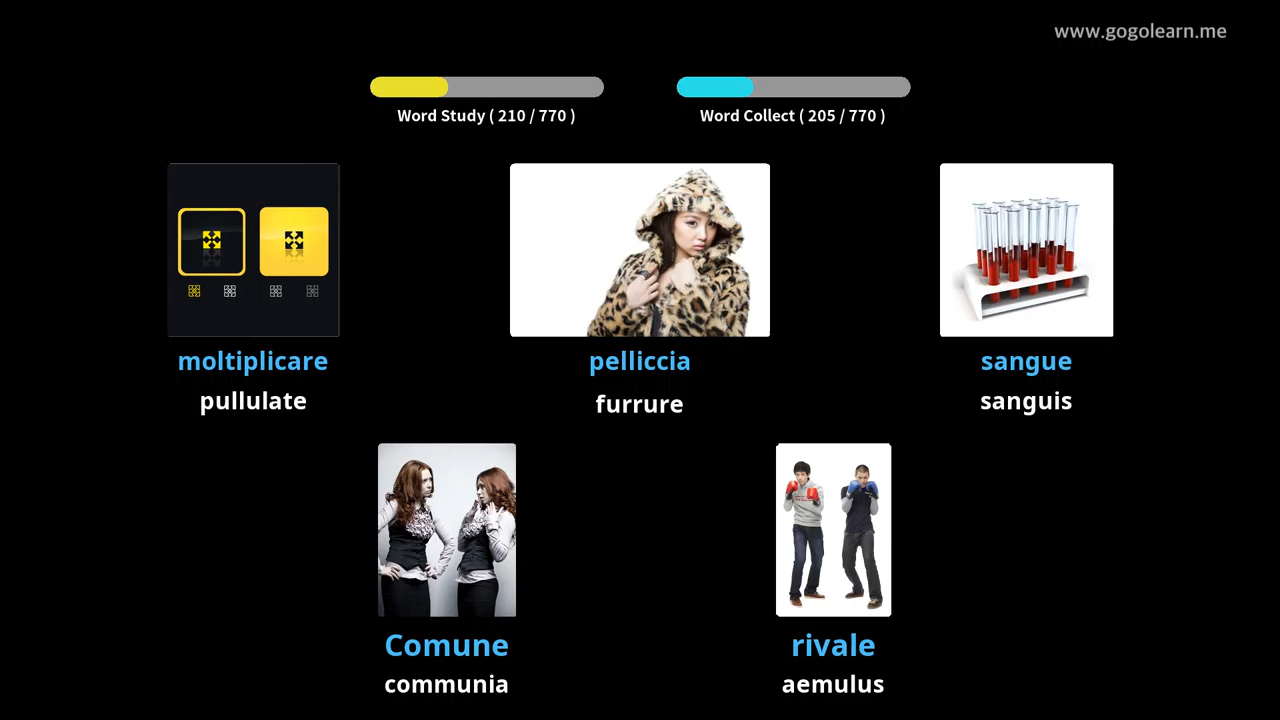 www.gogolearn.me
Word Study ( 210 / 770 )
Word Collect ( 205 / 770 )
moltiplicare
pullulate
pelliccia
furrure
sangue
sanguis
Comune
communia
rivale
aemulus